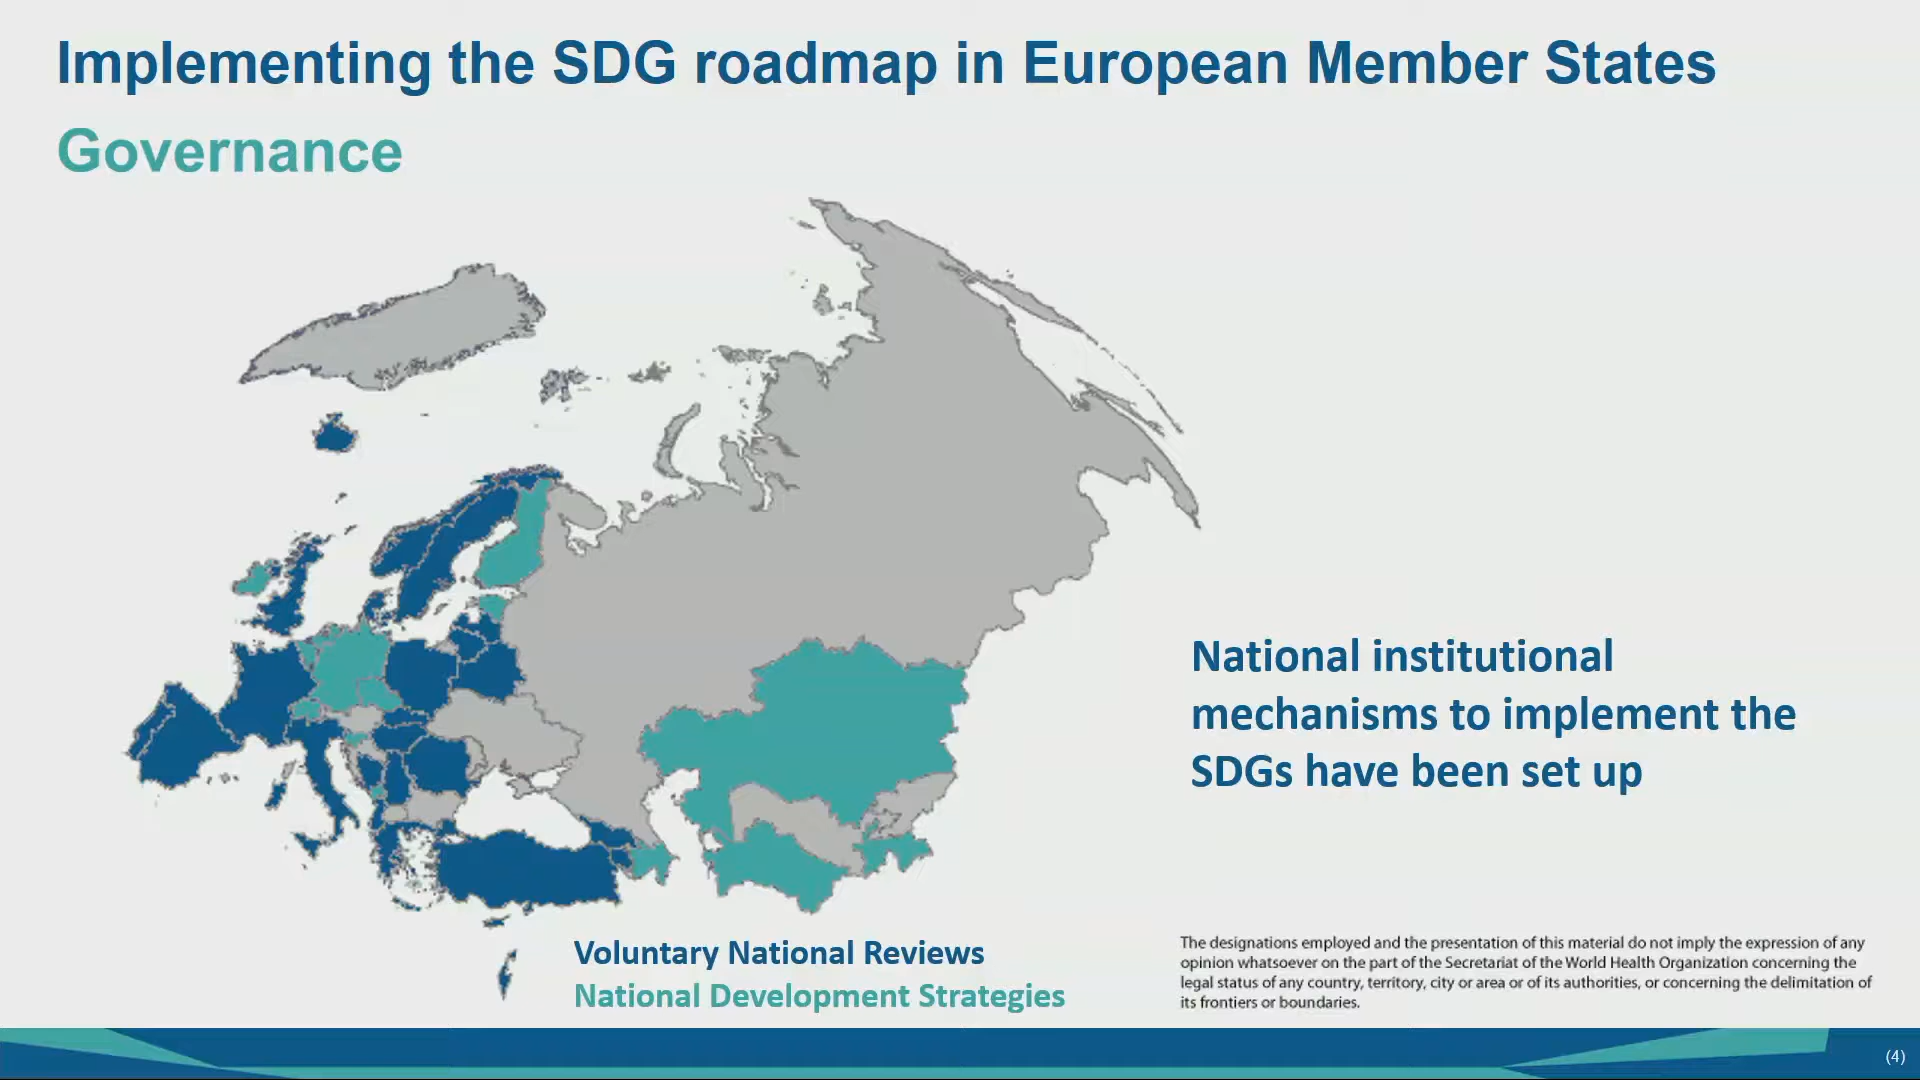 Implementing the SDG roadmap in European Member States
Governance
National institutional
mechanisms to implement the
SDGs have been set up
Voluntary National Reviews
National Development Strategies
The designations employed and the presentation of this material do not imply the expression of any
opinion whatsoever on the part of the Secretariat of the World Health Organization concerning the
legal status of any country, territory, city or area or of its authorities, or concerning the delimitation of
its frontiers or boundaries.
(4)